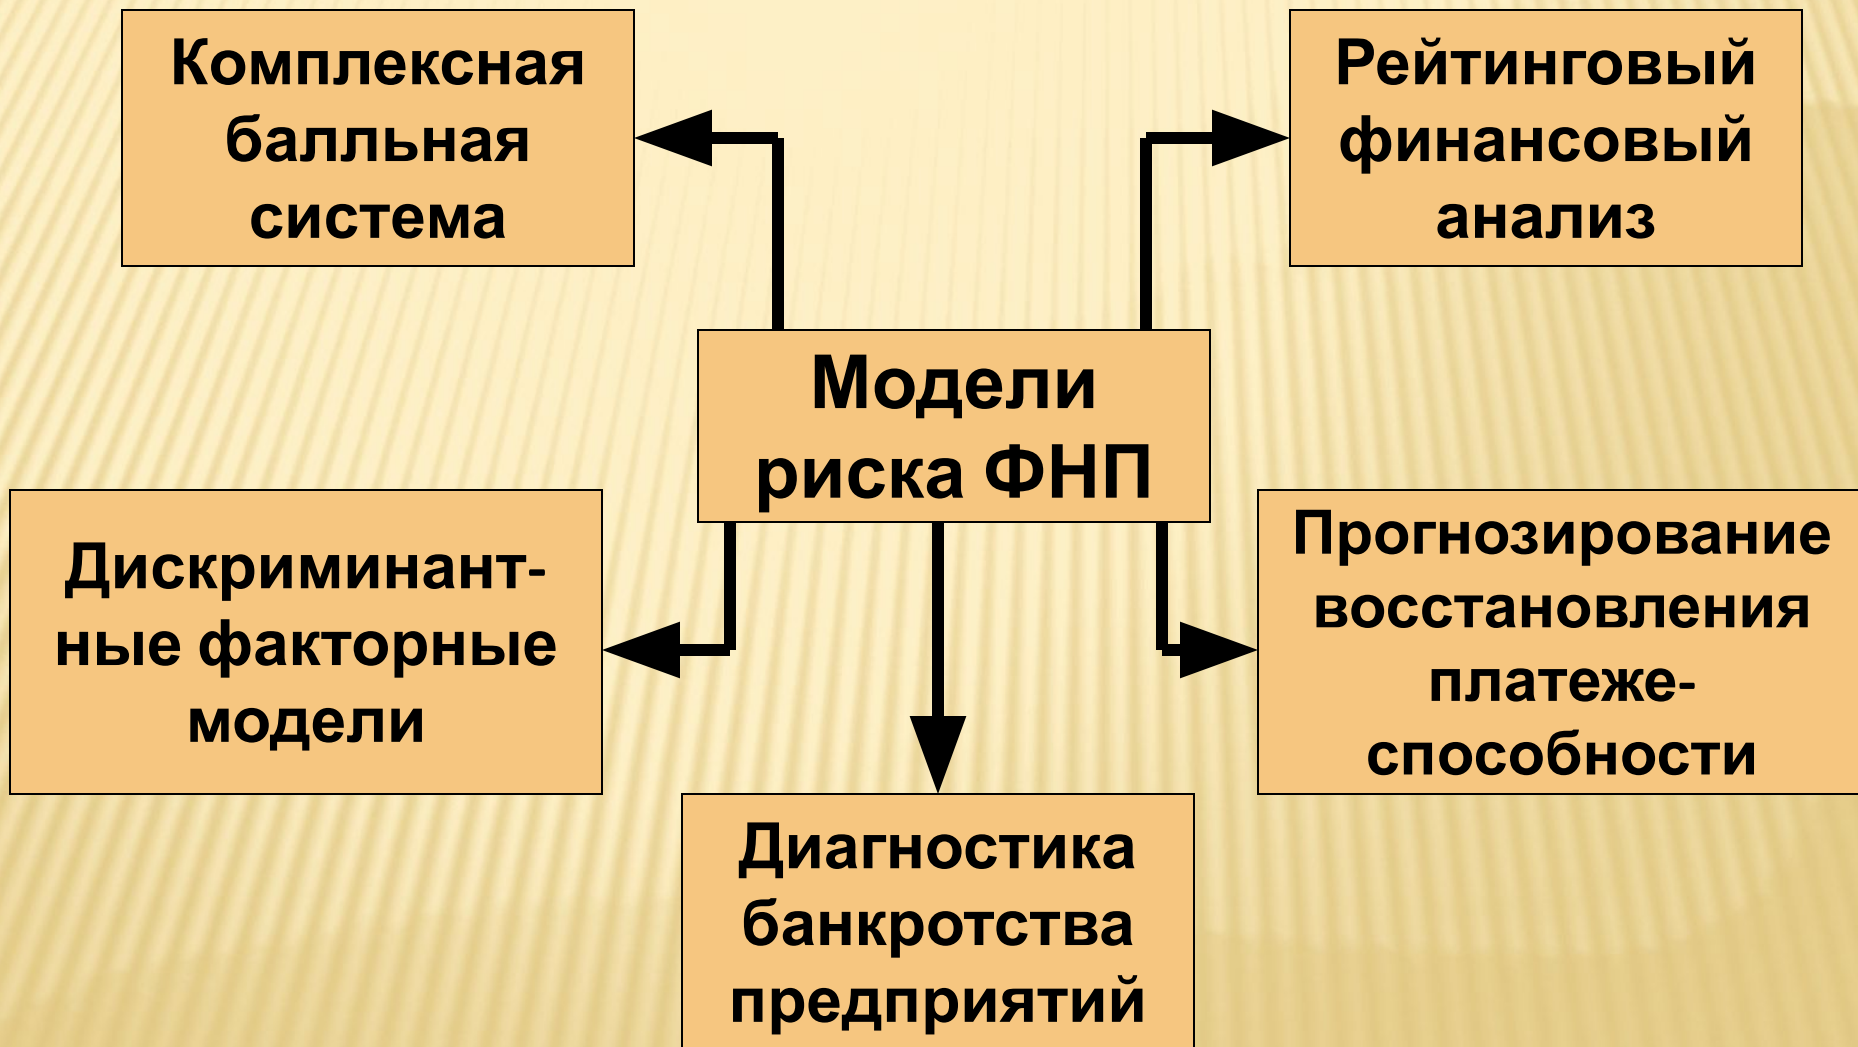 Комплексная
балльная
система
Рейтинговый
финансовый
анализ
Модели
риска ФНП
Дискриминант-
ные факторные
модели
Прогнозирование
восстановления
платеже-
способности
Диагностика
банкротства
предприятий